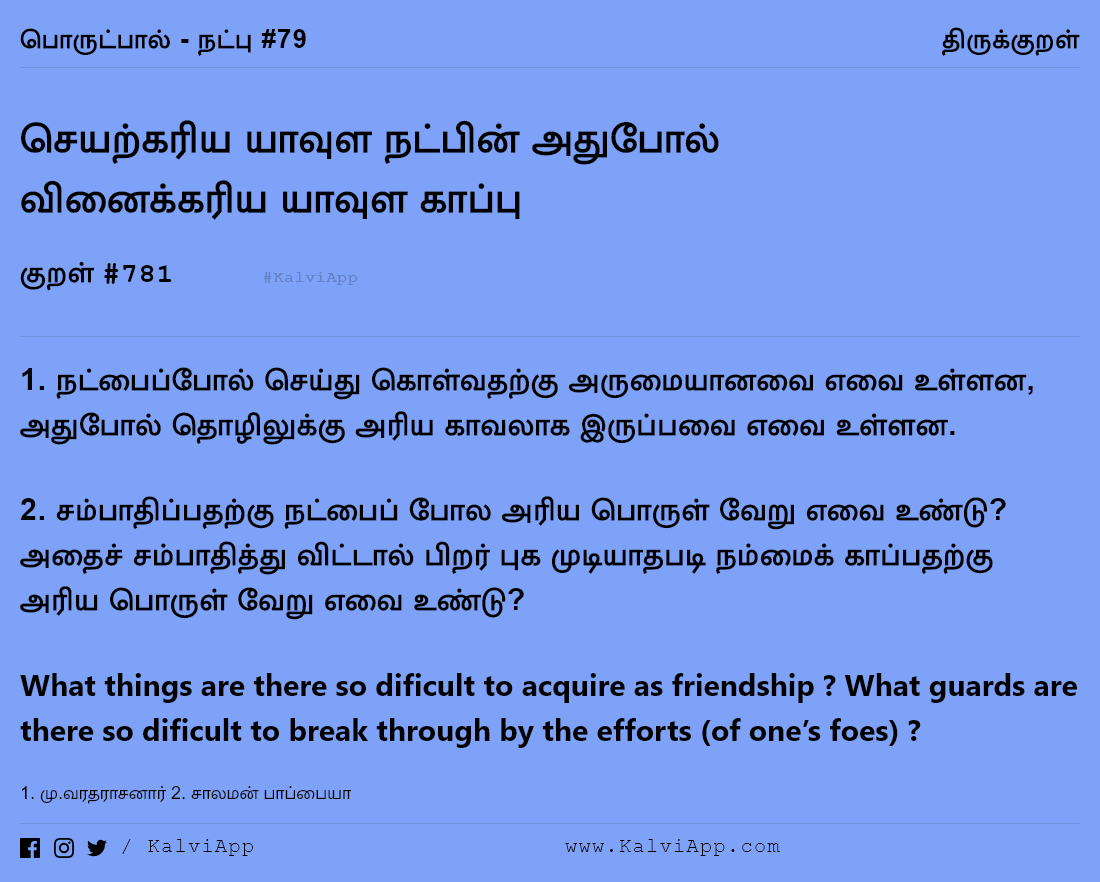 பொருட்பால் - நட்பு #79 திருக்குறள்
செயற்கரிய யாவுள நட்பின் அதுபோல்
வினைக்கரிய யாவுள காப்பு
குறள் #781 #KalviApp
1. நட்பைப்போல் செய்து கொள்வதற்கு அருமையானவை எவை உள்ளன,
அதுபோல் தொழிலுக்கு அரிய காவலாக இருப்பவை எவை உள்ளன.
2. சம்பாதிப்பதற்கு நட்பைப் போல அரிய பொருள் வேறு எவை உண்டு?
அதைச் சம்பாதித்து விட்டால் பிறர் புக முடியாதபடி நம்மைக் காப்பதற்கு
அரிய பொருள் வேறு எவை உண்டு?
What things are there so dificult to acquire as friendship ? What guards are
there so dificult to break through by the efforts (of one’s foes) ?
1. மு.வரதராசனார் 2. சாலமன் பாப்பையா
/ KalviApp www.KalviApp.com